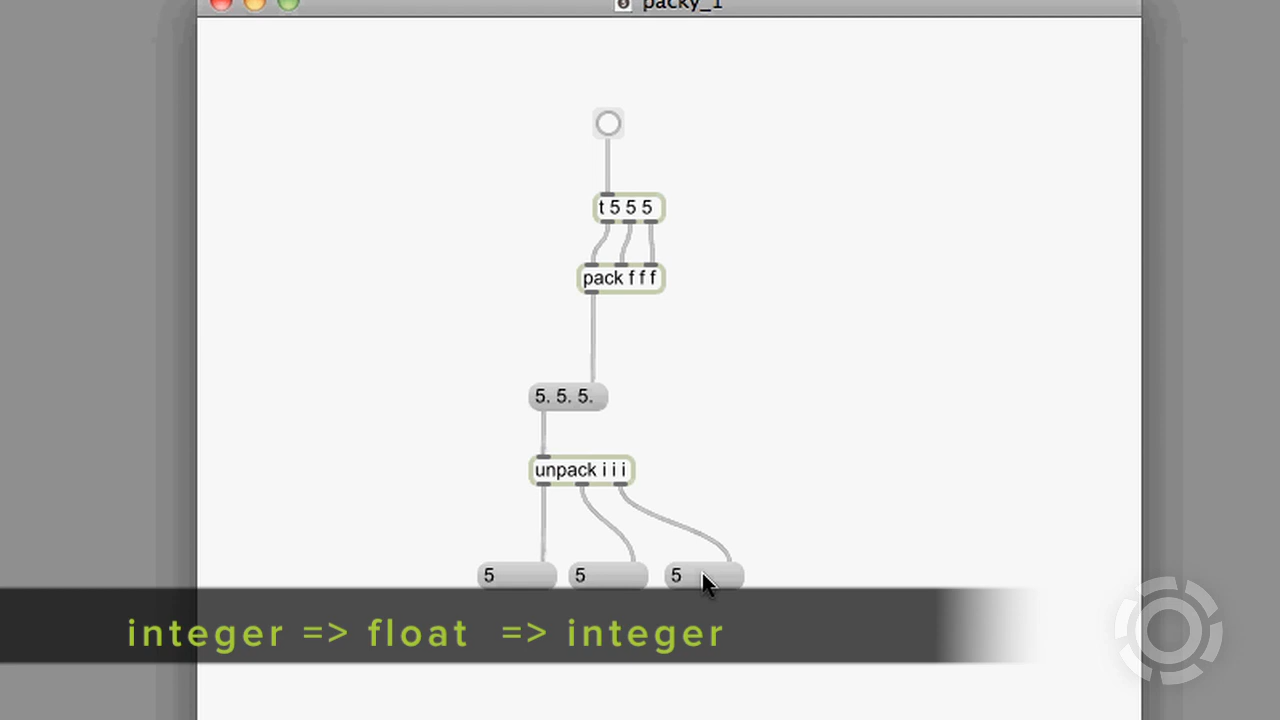 packy_1
t 5 5 5
pack f f f
5. 5. 5.
unpack i i i
5 5 5
integer => float => integer